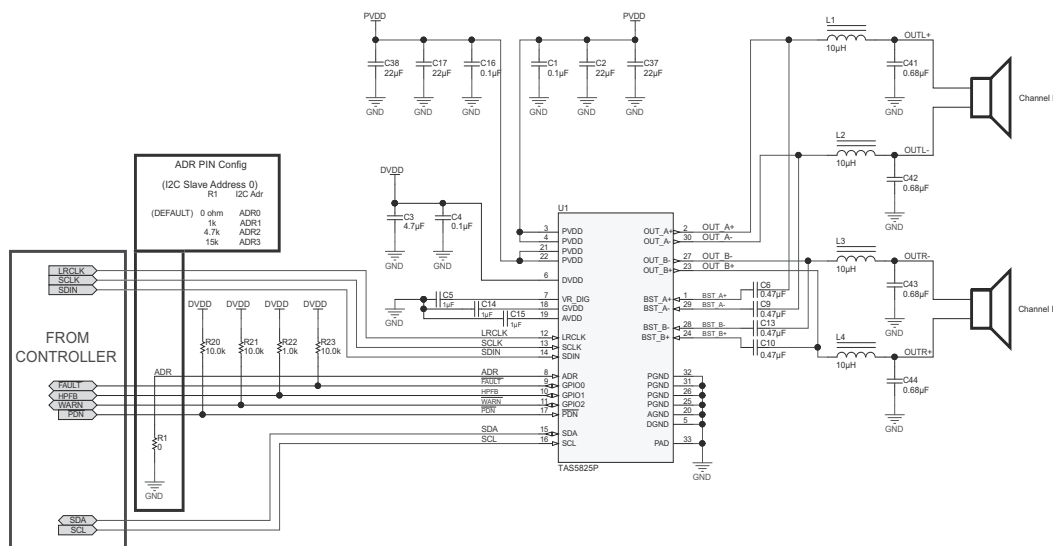 PVDD
PVDD
C38
22µF
C17
22µF
C16
0.1µF
C1
0.1µF
C2
22µF
C37
22µF
GND
GND
GND
GND
GND
GND
L1
10µH
OUTL+
C41
0.68µF
GND
Channel
L2
10µH
OUTL-
C42
0.68µF
GND
ADR PIN Config
(I2C Slave Address 0)
R1 I2C Adr
(DEFAULT) 0 ohm ADR0
1k ADR1
4.7k ADR2
15k ADR3
DVDD
C3
4.7µF
C4
0.1µF
GND
GND
U1
3 PVDD
4 PVDD
21 PVDD
22 PVDD
6 DVDD
7 VR_DIG
18 GVDD
19 AVDD
12 LRCLK
13 SCLK
14 SDIN
8 ADR
9 GPIO0
10 GPIO1
11 GPIO2
17 PDN
15 SDA
16 SCL
OUT_A+ 2 OUT_A+
OUT_A- 30 OUT_A-
OUT_B- 27 OUT_B-
OUT_B+ 23 OUT_B+
BST_A+ 1 BST_A+
BST_A- 29 BST_A-
BST_B- 28 BST_B-
BST_B+ 24 BST_B+
PGND 32
PGND 31
PGND 26
PGND 25
AGND 20
DGND 5
PAD 33
TAS5825P
GND
C6
0.47µF
C9
0.47µF
C13
0.47µF
C10
0.47µF
L3
10µH
OUTR-
C43
0.68µF
GND
Channel
L4
10µH
OUTR+
C44
0.68µF
GND
GND
C5
1µF
C14
1µF
C15
1µF
LRCLK
SCLK
SDIN
LRCLK
SCLK
SDIN
FROM
CONTROLLER
DVDD
DVDD
DVDD
DVDD
R20
10.0k
R21
10.0k
R22
1.0k
R23
10.0k
ADR
ADR
FAULT
HPFB
WARN
PDN
FAULT
HPFB
WARN
PDN
R1
0
GND
SDA
SCL
SDA
SCL